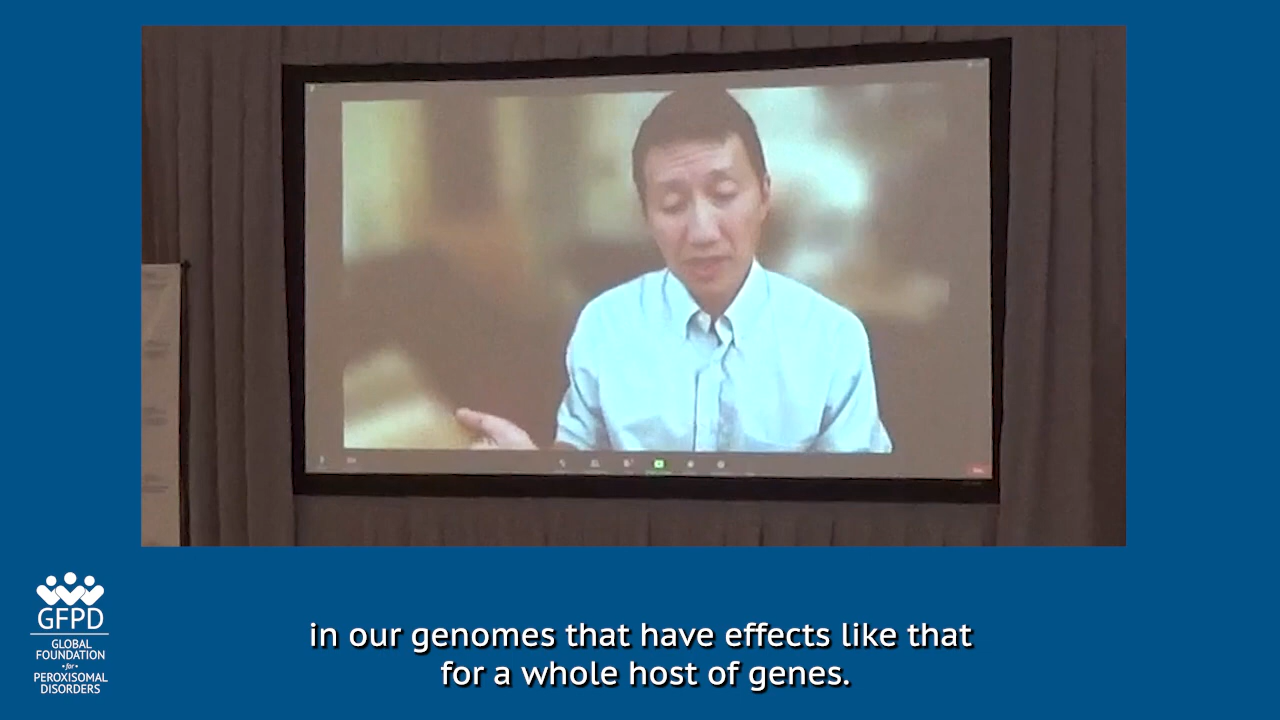 GFPD
GLOBAL
FOUNDATION
for
PEROXISOMAL
DISORDERS
in our genomes that have effects like that
for a whole host of genes.